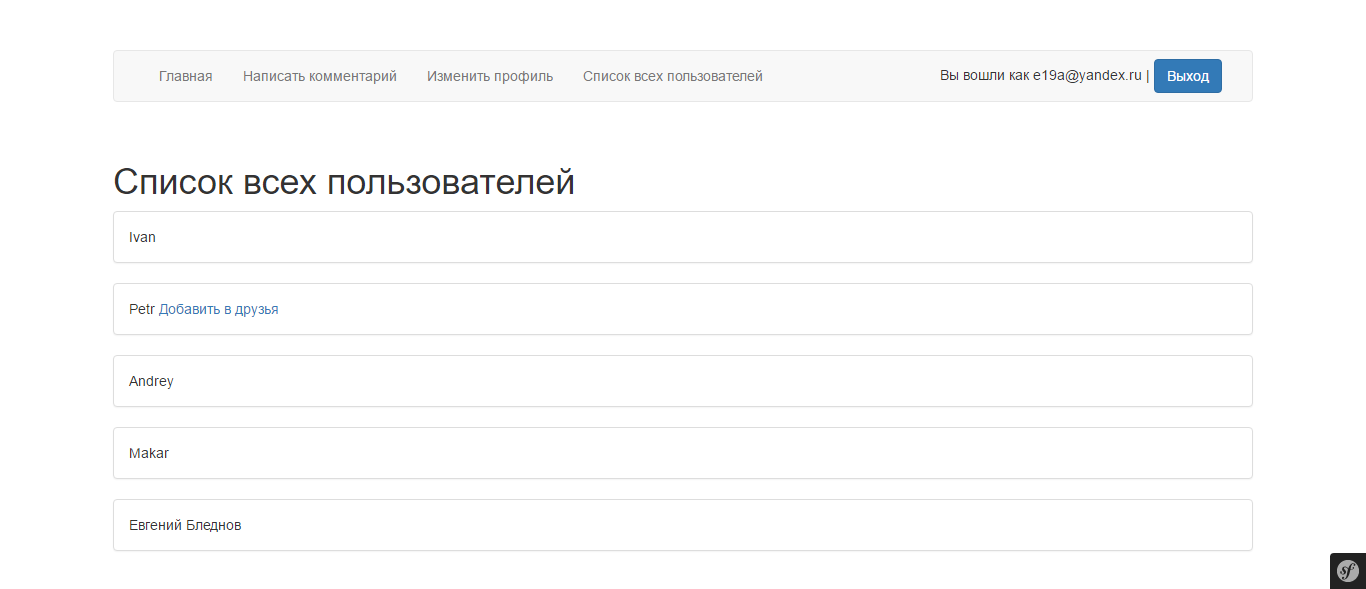 Главная Написать комментарий Изменить профиль Список всех пользователей Вы вошли как e19a@yandex.ru | Выход
Список всех пользователей
Ivan
Petr Добавить в друзья
Andrey
Makar
Евгений Бледнов
sf